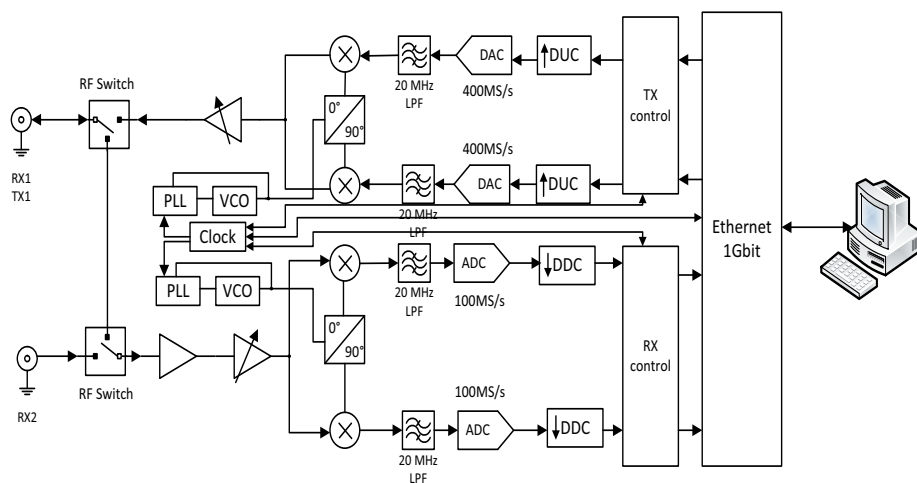 RF Switch
RX1
TX1
20 MHz
LPF
DAC
400MS/s
↑DUC
TX
control
0°
90°
400MS/s
20 MHz
LPF
DAC
↑DUC
PLL
VCO
Clock
Ethernet
1Gbit
PLL
VCO
20 MHz
LPF
ADC
100MS/s
↓DDC
0°
90°
RX
control
RX2
RF Switch
100MS/s
20 MHz
LPF
ADC
↓DDC